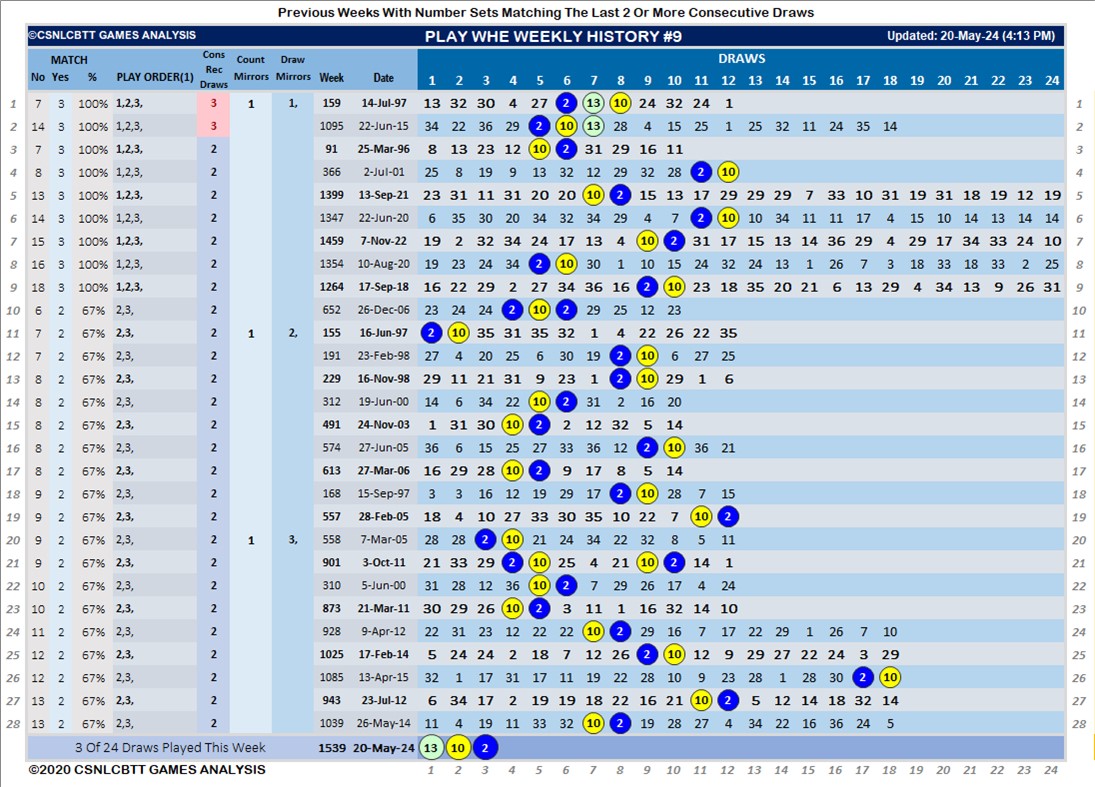 Previous Weeks With Number Sets Matching The Last 2 Or More Consecutive Draws
©CSNLCBTT GAMES ANALYSIS PLAY WHE WEEKLY HISTORY #9 Updated: 20-May-24 (4:13 PM)
MATCH Cons Rec Draws Count Mirrors Draw Mirrors DRAWS
No Yes % PLAY ORDER(1) Week Date 1 2 3 4 5 6 7 8 9 10 11 12 13 14 15 16 17 18 19 20 21 22 23 24
1 7 3 100% 1,2,3, 3 1 1, 159 14-Jul-97 13 32 30 4 27 2 13 10 24 32 24 1 1
2 14 3 100% 1,2,3, 3 1095 22-Jun-15 34 22 36 29 2 10 13 28 4 15 25 1 25 32 11 24 35 18 2
3 7 3 100% 1,2,3, 2 91 25-Mar-96 8 13 23 12 10 2 31 29 16 11 3
4 8 3 100% 1,2,3, 2 366 2-Jul-01 25 8 19 9 13 32 12 29 32 28 2 10 4
5 13 3 100% 1,2,3, 2 1399 13-Sep-21 23 31 11 31 20 20 10 2 15 13 17 29 29 29 7 33 10 31 19 31 18 19 12 19 5
6 14 3 100% 1,2,3, 2 1347 22-Jun-20 6 35 30 20 34 32 34 29 4 7 2 10 10 34 11 11 17 4 15 10 14 13 14 14 6
7 15 3 100% 1,2,3, 2 1459 7-Nov-22 19 2 32 34 24 17 13 4 10 2 31 17 15 13 14 36 29 4 29 17 34 33 24 10 7
8 16 3 100% 1,2,3, 2 1354 10-Aug-20 19 23 24 34 2 10 30 1 10 15 24 32 24 13 1 26 7 3 18 33 18 33 2 25 8
9 18 3 100% 1,2,3, 2 1264 17-Sep-18 16 22 29 2 27 34 36 16 2 10 23 18 35 20 21 6 13 29 4 34 13 9 26 31 9
10 6 2 67% 2,3, 2 652 26-Dec-06 23 24 24 2 10 2 29 25 12 23 10
11 7 2 67% 2,3, 2 1 2, 155 16-Jun-97 2 10 35 31 35 32 1 4 22 26 22 35 11
12 7 2 67% 2,3, 2 191 23-Feb-98 27 4 20 25 6 30 19 2 10 6 27 25 12
13 8 2 67% 2,3, 2 229 16-Nov-98 29 11 21 31 9 23 1 2 10 29 1 6 13
14 8 2 67% 2,3, 2 312 19-Jun-00 14 6 34 22 10 2 31 2 16 20 14
15 8 2 67% 2,3, 2 491 24-Nov-03 1 31 30 10 2 2 12 32 5 14 15
16 8 2 67% 2,3, 2 574 27-Jun-05 36 6 15 25 27 33 36 12 2 10 36 21 16
17 8 2 67% 2,3, 2 613 27-Mar-06 16 29 28 10 2 9 17 8 5 14 17
18 9 2 67% 2,3, 2 168 15-Sep-97 3 3 16 12 19 29 17 2 10 28 7 15 18
19 9 2 67% 2,3, 2 557 28-Feb-05 18 4 10 27 33 30 35 10 22 7 10 2 19
20 9 2 67% 2,3, 2 1 3, 558 7-Mar-05 28 28 2 10 21 24 34 22 32 8 5 11 20
21 9 2 67% 2,3, 2 901 3-Oct-11 21 33 29 2 10 25 4 21 10 2 14 1 21
22 10 2 67% 2,3, 2 310 5-Jun-00 31 28 12 36 10 2 7 29 26 17 4 24 22
23 10 2 67% 2,3, 2 873 21-Mar-11 30 29 26 10 2 3 11 1 16 32 14 10 23
24 11 2 67% 2,3, 2 928 9-Apr-12 22 31 23 12 22 22 10 2 29 16 7 17 22 29 1 26 7 10 24
25 12 2 67% 2,3, 2 1025 17-Feb-14 5 24 24 2 18 7 12 26 2 10 12 9 29 27 22 24 3 29 25
26 12 2 67% 2,3, 2 1085 13-Apr-15 32 1 17 31 17 11 19 22 28 10 9 23 28 1 28 30 2 10 26
27 13 2 67% 2,3, 2 943 23-Jul-12 6 34 17 2 19 19 18 22 16 21 10 2 5 12 14 18 32 14 27
28 13 2 67% 2,3, 2 1039 26-May-14 11 4 19 11 33 32 10 2 19 28 27 4 34 22 16 36 24 5 28
3 Of 24 Draws Played This Week 1539 20-May-24 13 10 2
©2020 CSNLCBTT GAMES ANALYSIS 1 2 3 4 5 6 7 8 9 10 11 12 13 14 15 16 17 18 19 20 21 22 23 24